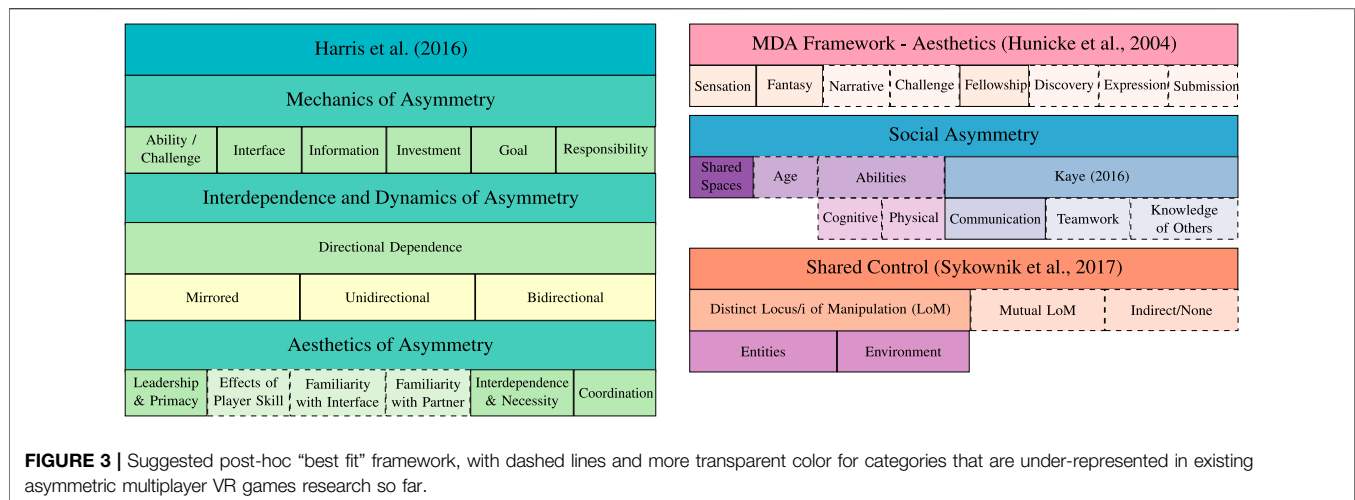 Harris et al. (2016)
Mechanics of Asymmetry
Ability /
Challenge
Interface
Information
Investment
Goal
Responsibility
Interdependence and Dynamics of Asymmetry
Directional Dependence
Mirrored
Unidirectional
Bidirectional
Aesthetics of Asymmetry
Leadership
& Primacy
Effects of
Player Skill
Familiarity
with Interface
Familiarity
with Partner
Interdependence
& Necessity
Coordination
MDA Framework - Aesthetics (Hunicke et al., 2004)
Sensation
Fantasy
Narrative
Challenge
Fellowship
Discovery
Expression
Submission
Social Asymmetry
Shared
Spaces
Age
Abilities
Kaye (2016)
Cognitive
Physical
Communication
Teamwork
Knowledge
of Others
Shared Control (Sykownik et al., 2017)
Distinct Locus/i of Manipulation (LoM)
Mutual LoM
Indirect/None
Entities
Environment
FIGURE 3 | Suggested post-hoc “best fit” framework, with dashed lines and more transparent color for categories that are under-represented in existing
asymmetric multiplayer VR games research so far.